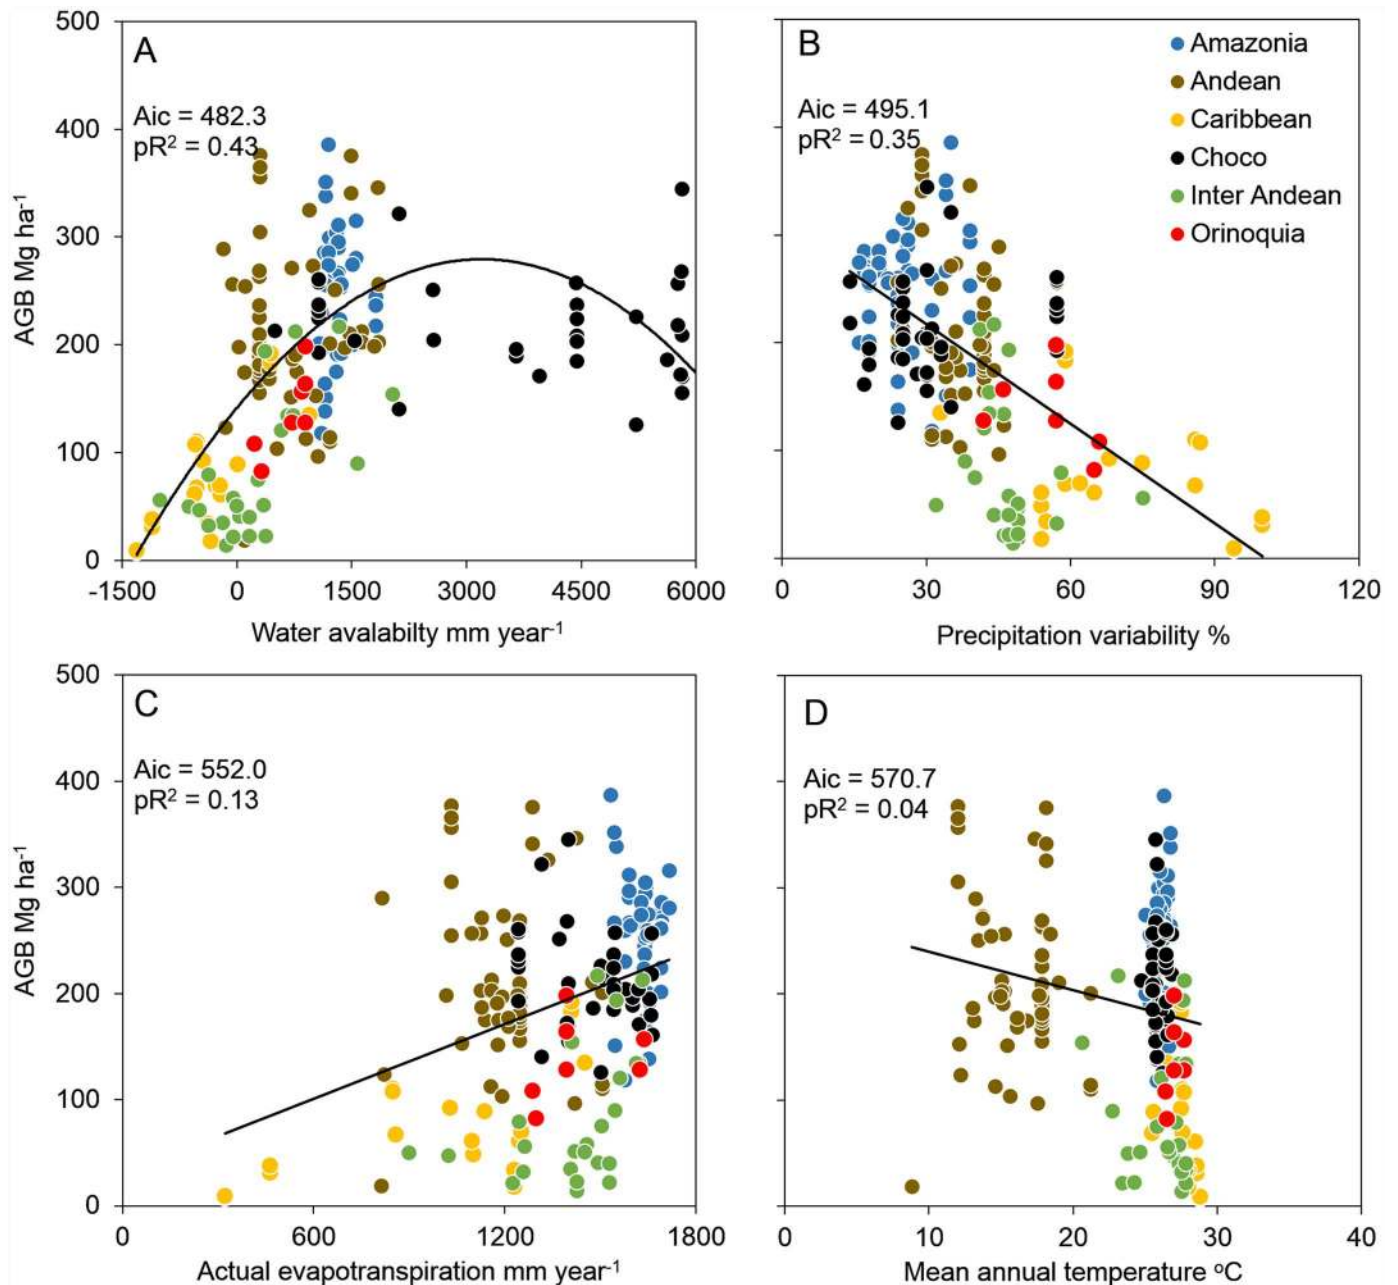 500
400
300
200
100
0
AGB Mg ha⁻¹
A
Aic = 482.3
pR² = 0.43
-1500 0 1500 3000 4500 6000
Water avalabilty mm year⁻¹
B
Aic = 495.1
pR² = 0.35
Amazonia
Andean
Caribbean
Choco
Inter Andean
Orinoquia
0 30 60 90 120
Precipitation variability %
500
400
300
200
100
0
AGB Mg ha⁻¹
C
Aic = 552.0
pR² = 0.13
0 600 1200 1800
Actual evapotranspiration mm year⁻¹
D
Aic = 570.7
pR² = 0.04
0 10 20 30 40
Mean annual temperature ºC